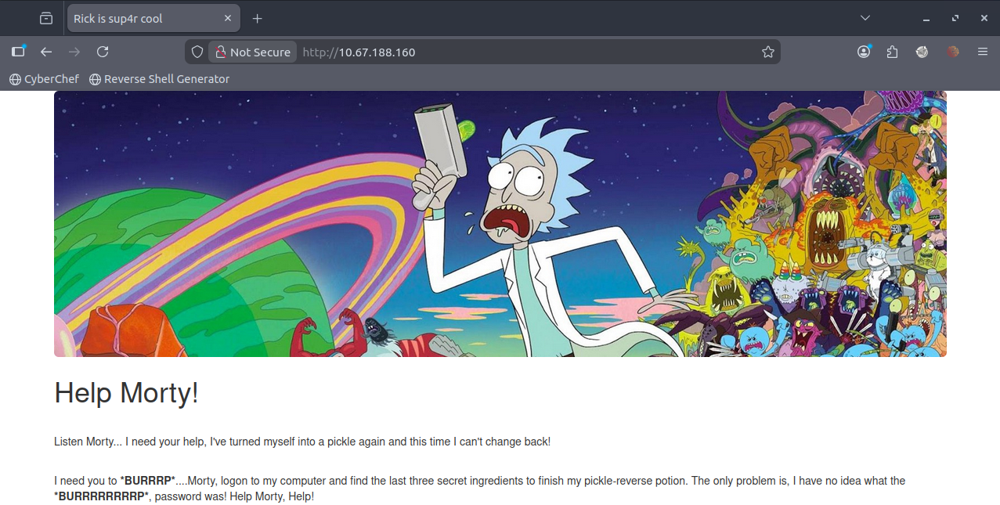 Rick is sup4r cool
Not Secure http://10.67.188.160
CyberChef Reverse Shell Generator
Help Morty!
Listen Morty... I need your help, I've turned myself into a pickle again and this time I can't change back!
I need you to *BURRRP*....Morty, logon to my computer and find the last three secret ingredients to finish my pickle-reverse potion. The only problem is, I have no idea what the
*BURRRRRRRRP*, password was! Help Morty, Help!